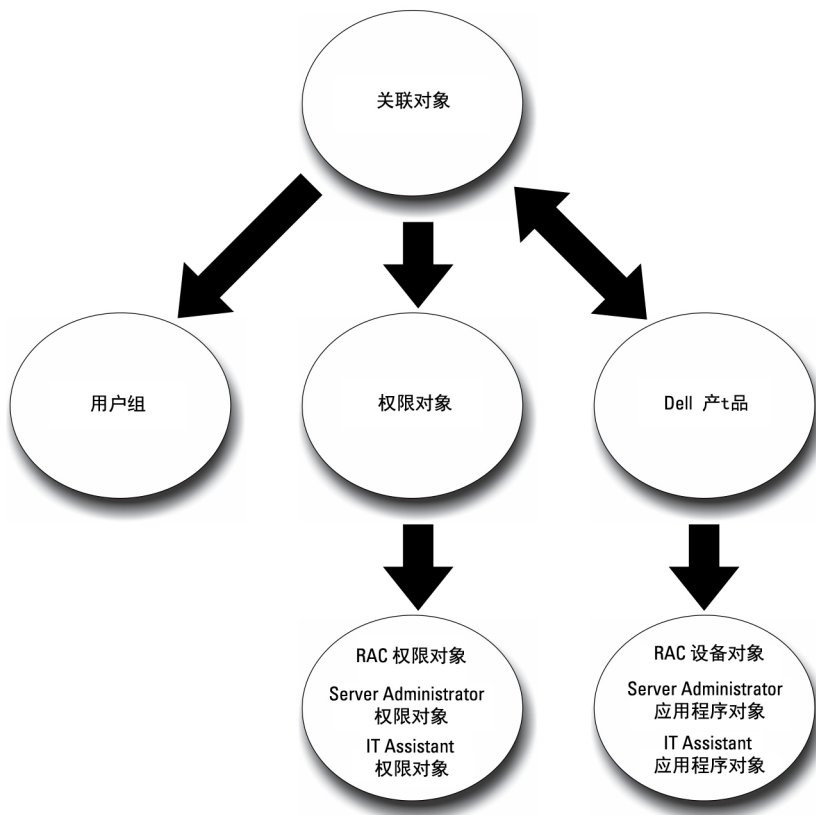 关联对象
用户组
权限对象
Dell 产t品
RAC 权限对象
Server Administrator
权限对象
IT Assistant
权限对象
RAC 设备对象
Server Administrator
应用程序对象
IT Assistant
应用程序对象